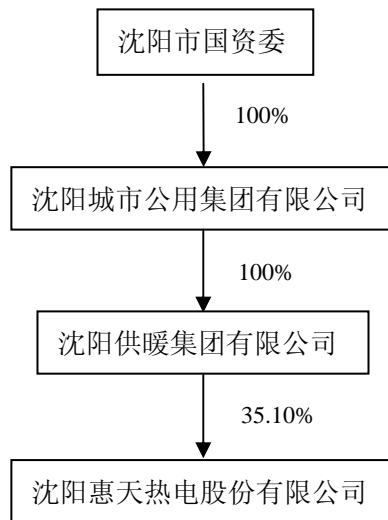 沈阳市国资委
100%
沈阳城市公用集团有限公司
100%
沈阳供暖集团有限公司
35.10%
沈阳惠天热电股份有限公司